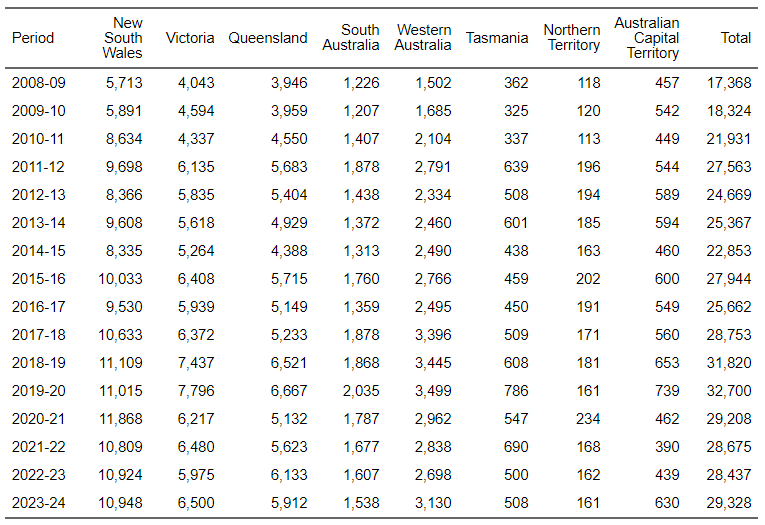 Period New South Wales Victoria Queensland South Australia Western Australia Tasmania Northern Territory Australian Capital Territory Total
2008-09 5,713 4,043 3,946 1,226 1,502 362 118 457 17,368
2009-10 5,891 4,594 3,959 1,207 1,685 325 120 542 18,324
2010-11 8,634 4,337 4,550 1,407 2,104 337 113 449 21,931
2011-12 9,698 6,135 5,683 1,878 2,791 639 196 544 27,563
2012-13 8,366 5,835 5,404 1,438 2,334 508 194 589 24,669
2013-14 9,608 5,618 4,929 1,372 2,460 601 185 594 25,367
2014-15 8,335 5,264 4,388 1,313 2,490 438 163 460 22,853
2015-16 10,033 6,408 5,715 1,760 2,766 459 202 600 27,944
2016-17 9,530 5,939 5,149 1,359 2,495 450 191 549 25,662
2017-18 10,633 6,372 5,233 1,878 3,396 509 171 560 28,753
2018-19 11,109 7,437 6,521 1,868 3,445 608 181 653 31,820
2019-20 11,015 7,796 6,667 2,035 3,499 786 161 739 32,700
2020-21 11,868 6,217 5,132 1,787 2,962 547 234 462 29,208
2021-22 10,809 6,480 5,623 1,677 2,838 690 168 390 28,675
2022-23 10,924 5,975 6,133 1,607 2,698 500 162 439 28,437
2023-24 10,948 6,500 5,912 1,538 3,130 508 161 630 29,328